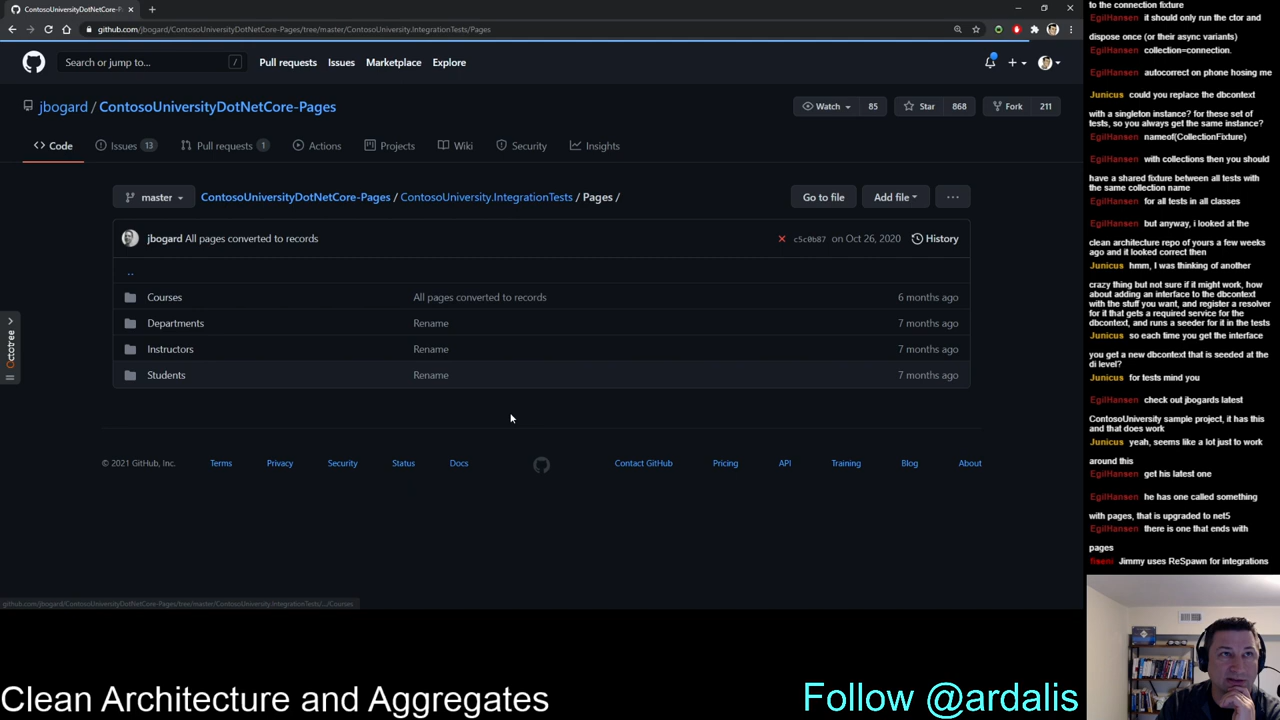 ContosoUniversityDotNetCore-P
github.com/jbogard/ContosoUniversityDotNetCore-Pages/tree/master/ContosoUniversity.IntegrationTests/Pages
Search or jump to...
/
Pull requests
Issues
Marketplace
Explore
jbogard / ContosoUniversityDotNetCore-Pages
Watch
85
Star
868
Fork
211
Code
Issues 13
Pull requests 1
Actions
Projects
Wiki
Security
Insights
master
ContosoUniversityDotNetCore-Pages / ContosoUniversity.IntegrationTests / Pages /
Go to file
Add file
...
jbogard All pages converted to records
c5c0b87 on Oct 26, 2020
History
..
Courses
All pages converted to records
6 months ago
Departments
Rename
7 months ago
Instructors
Rename
7 months ago
Students
Rename
7 months ago
Octotree
© 2021 GitHub, Inc.
Terms
Privacy
Security
Status
Docs
Contact GitHub
Pricing
API
Training
Blog
About
github.com/jbogard/ContosoUniversityDotNetCore-Pages/tree/master/ContosoUniversity.IntegrationTests/.../Courses
to the connection fixture
EgilHansen it should only run the ctor and
dispose once (or their async variants)
EgilHansen collection=connection.
EgilHansen autocorrect on phone hosing me
Junicus could you replace the dbcontext
with a singleton instance? for these set of
tests, so you always get the same instance?
EgilHansen nameof(CollectionFixture)
EgilHansen with collections then you should
have a shared fixture between all tests with
the same collection name
EgilHansen for all tests in all classes
EgilHansen but anyway, i looked at the
clean architecture repo of yours a few weeks
ago and it looked correct then
Junicus hmm, I was thinking of another
crazy thing but not sure if it might work, how
about adding an interface to the dbcontext
with the stuff you want, and register a resolver
for it that gets a required service for the
dbcontext, and runs a seeder for it in the tests
Junicus so each time you get the interface
you get a new dbcontext that is seeded at the
di level?
Junicus for tests mind you
EgilHansen check out jbogards latest
ContosoUniversity sample project, it has this
and that does work
Junicus yeah, seems like a lot just to work
around this
EgilHansen get his latest one
EgilHansen he has one called something
with pages, that is upgraded to net5
EgilHansen there is one that ends with
pages
fiseni Jimmy uses ReSpawn for integrations
Clean Architecture and Aggregates
Follow @ardalis